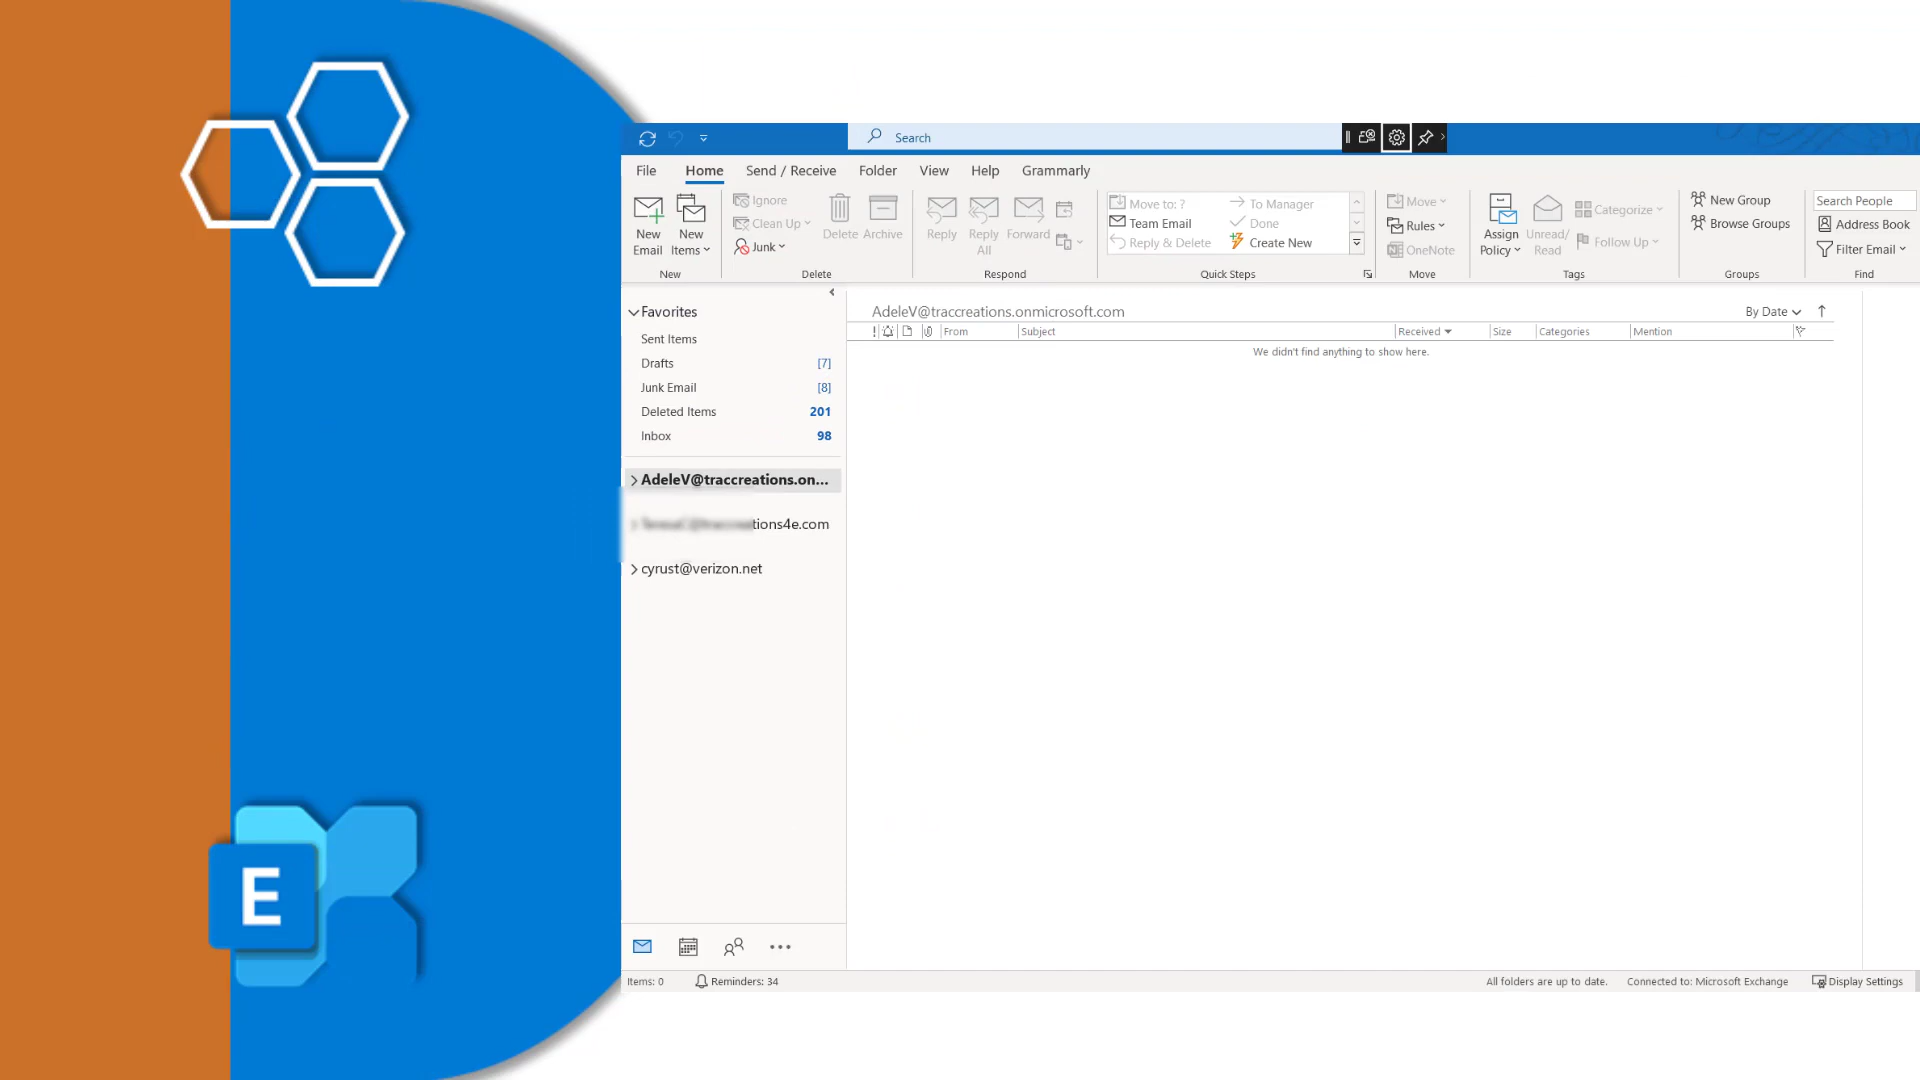 Search
File Home Send / Receive Folder View Help Grammarly
New Email
New Items
New
Ignore
Clean Up
Junk
Delete
Archive
Delete
Reply
Reply All
Forward
Respond
Move to: ?
Team Email
Reply & Delete
To Manager
Done
Create New
Quick Steps
Move
Rules
OneNote
Move
Assign Policy
Unread/ Read
Categorize
Follow Up
Tags
New Group
Browse Groups
Groups
Search People
Address Book
Filter Email
Find
Favorites
Sent Items
Drafts [7]
Junk Email [8]
Deleted Items 201
Inbox 98
AdeleV@traccreations.on...
tions4e.com
cyrust@verizon.net
AdeleV@traccreations.onmicrosoft.com
By Date
! From Subject Received Size Categories Mention
We didn't find anything to show here.
E
Items: 0 Reminders: 34
All folders are up to date. Connected to: Microsoft Exchange Display Settings